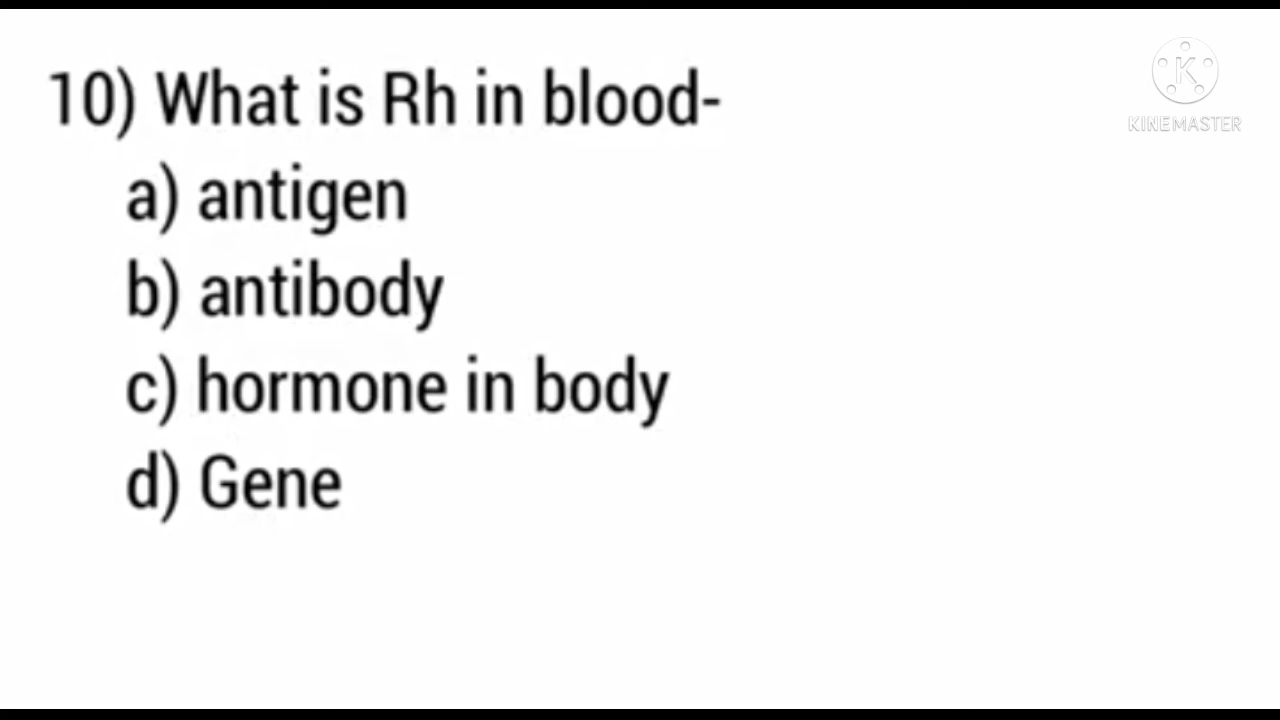 10) What is Rh in blood-
a) antigen
b) antibody
c) hormone in body
d) Gene
K
KINEMASTER